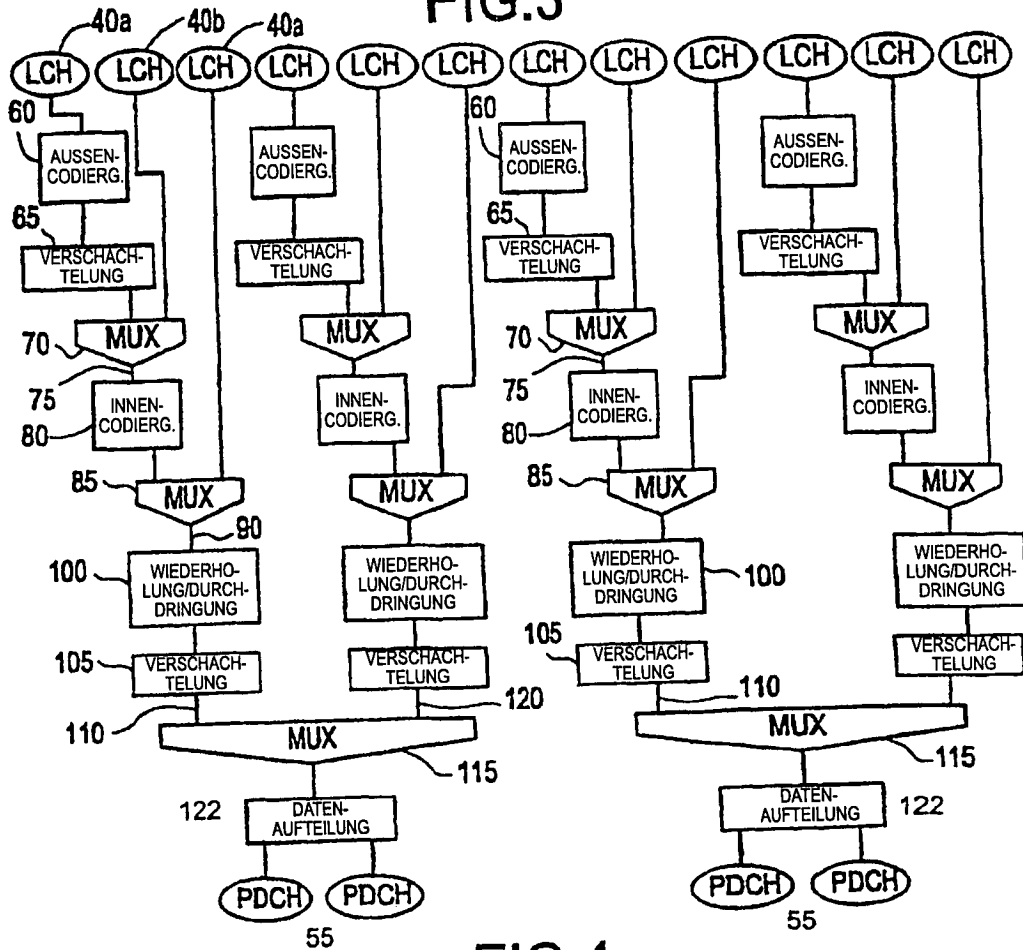 FIG.3
40a 40b 40a
LCH LCH LCH LCH LCH LCH LCH LCH LCH LCH LCH LCH
60 60
AUSSEN-
CODIERG.
AUSSEN-
CODIERG.
AUSSEN-
CODIERG.
AUSSEN-
CODIERG.
65 65
VERSCHACH-
TELUNG
VERSCHACH-
TELUNG
VERSCHACH-
TELUNG
VERSCHACH-
TELUNG
MUX MUX MUX MUX
70 70
75 75
INNEN-
CODIERG.
INNEN-
CODIERG.
INNEN-
CODIERG.
INNEN-
CODIERG.
80 80
85 85
MUX MUX MUX MUX
90
100 100
WIEDERHO-
LUNG/DURCH-
DRINGUNG
WIEDERHO-
LUNG/DURCH-
DRINGUNG
WIEDERHO-
LUNG/DURCH-
DRINGUNG
WIEDERHO-
LUNG/DURCH-
DRINGUNG
105 105
VERSCHACH-
TELUNG
VERSCHACH-
TELUNG
VERSCHACH-
TELUNG
VERSCHACH-
TELUNG
110 120 110
MUX MUX
115 115
122 122
DATEN-
AUFTEILUNG
DATEN-
AUFTEILUNG
PDCH PDCH PDCH PDCH
55 55